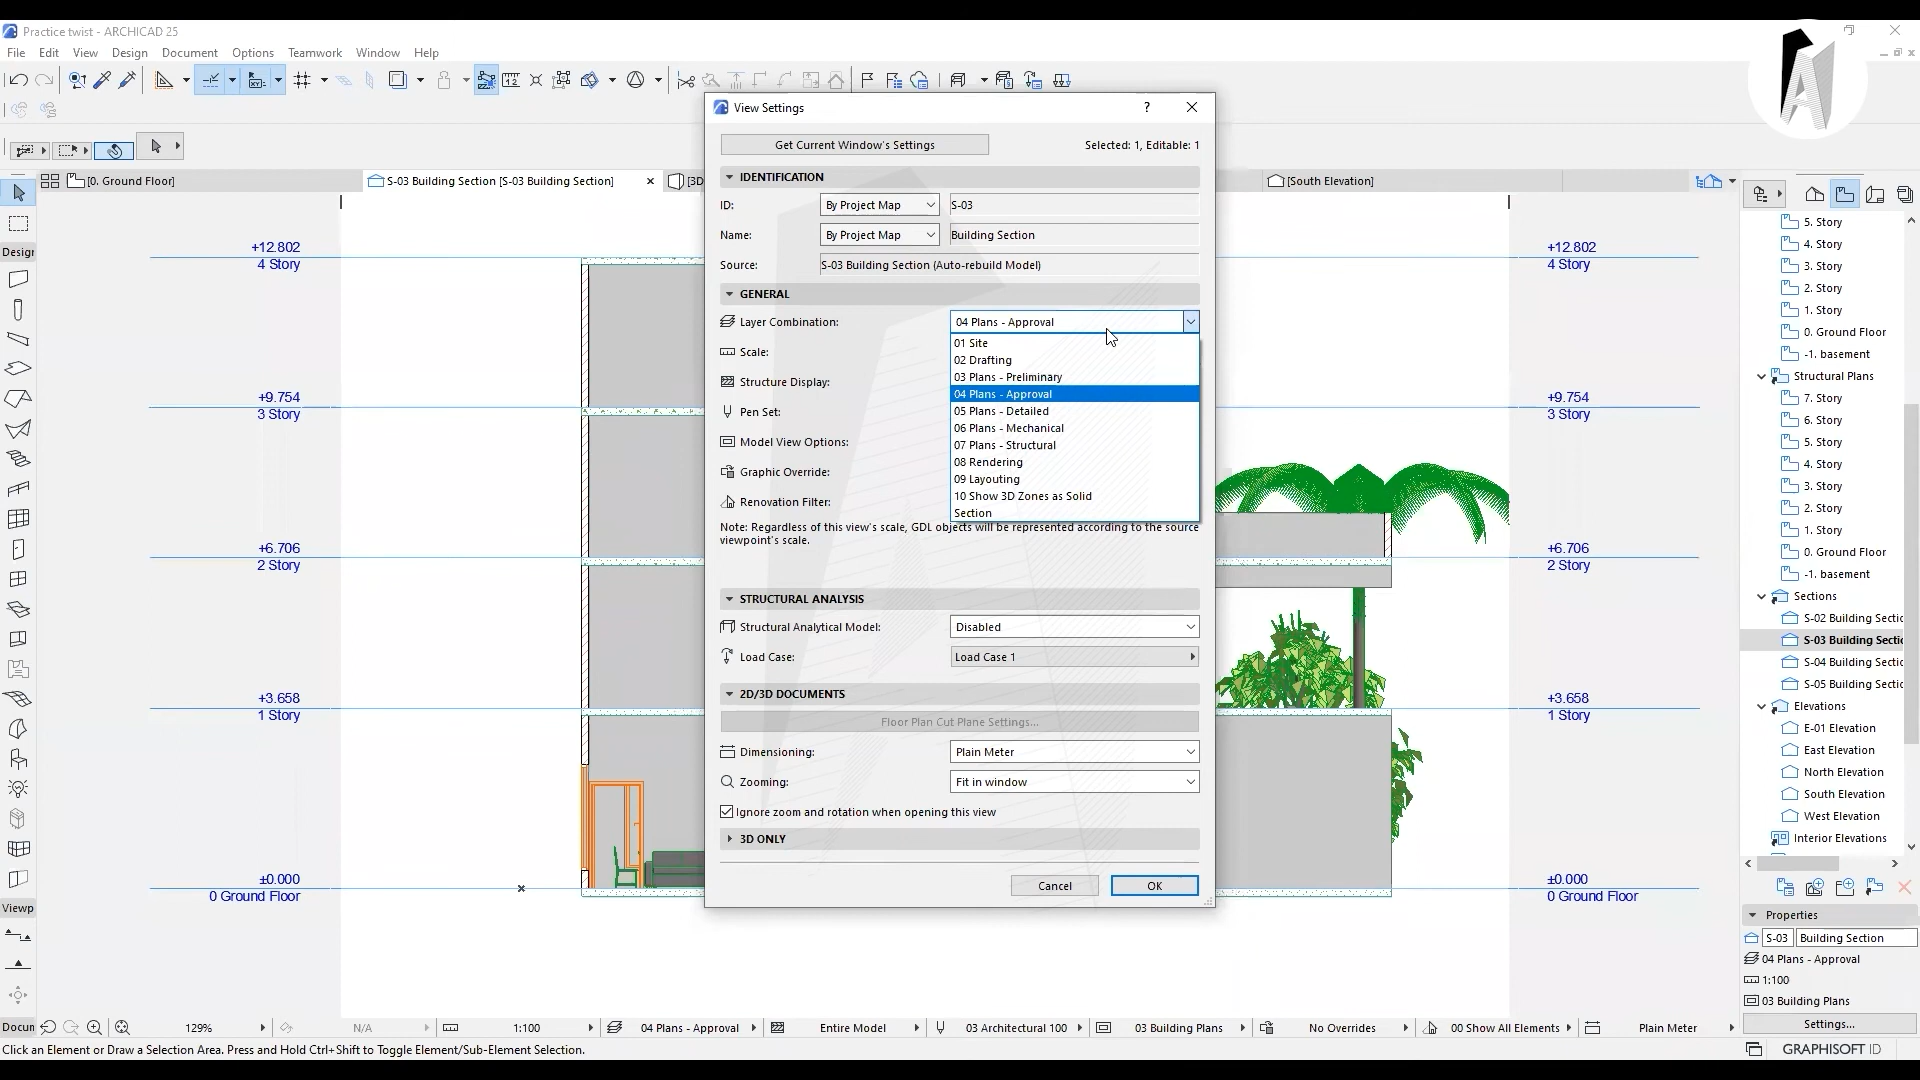 Practice twist - ARCHICAD 25
File Edit View Design Document Options Teamwork Window Help
[0. Ground Floor]
S-03 Building Section [S-03 Building Section]
[3D
[South Elevation]
Design
Viewp
Docun
+12.802
4 Story
+9.754
3 Story
+6.706
2 Story
+3.658
1 Story
±0.000
0 Ground Floor
View Settings
?
Get Current Window's Settings
Selected: 1, Editable: 1
IDENTIFICATION
ID: By Project Map S-03
Name: By Project Map Building Section
Source: S-03 Building Section (Auto-rebuild Model)
GENERAL
Layer Combination: 04 Plans - Approval
Scale:
Structure Display:
Pen Set:
Model View Options:
Graphic Override:
Renovation Filter:
01 Site
02 Drafting
03 Plans - Preliminary
04 Plans - Approval
05 Plans - Detailed
06 Plans - Mechanical
07 Plans - Structural
08 Rendering
09 Layouting
10 Show 3D Zones as Solid
Section
Note: Regardless of this view's scale, GDL objects will be represented according to the source
viewpoint's scale.
STRUCTURAL ANALYSIS
Structural Analytical Model: Disabled
Load Case: Load Case 1
2D/3D DOCUMENTS
Floor Plan Cut Plane Settings...
Dimensioning: Plain Meter
Zooming: Fit in window
Ignore zoom and rotation when opening this view
3D ONLY
Cancel OK
+12.802
4 Story
+9.754
3 Story
+6.706
2 Story
+3.658
1 Story
±0.000
0 Ground Floor
5. Story
4. Story
3. Story
2. Story
1. Story
0. Ground Floor
-1. basement
Structural Plans
7. Story
6. Story
5. Story
4. Story
3. Story
2. Story
1. Story
0. Ground Floor
-1. basement
Sections
S-02 Building Sectic
S-03 Building Sectic
S-04 Building Sectic
S-05 Building Sectic
Elevations
E-01 Elevation
East Elevation
North Elevation
South Elevation
West Elevation
Interior Elevations
Properties
S-03 Building Section
04 Plans - Approval
1:100
03 Building Plans
Settings...
129% N/A 1:100 04 Plans - Approval Entire Model 03 Architectural 100 03 Building Plans No Overrides 00 Show All Elements Plain Meter
Click an Element or Draw a Selection Area. Press and Hold Ctrl+Shift to Toggle Element/Sub-Element Selection.
GRAPHISOFT ID